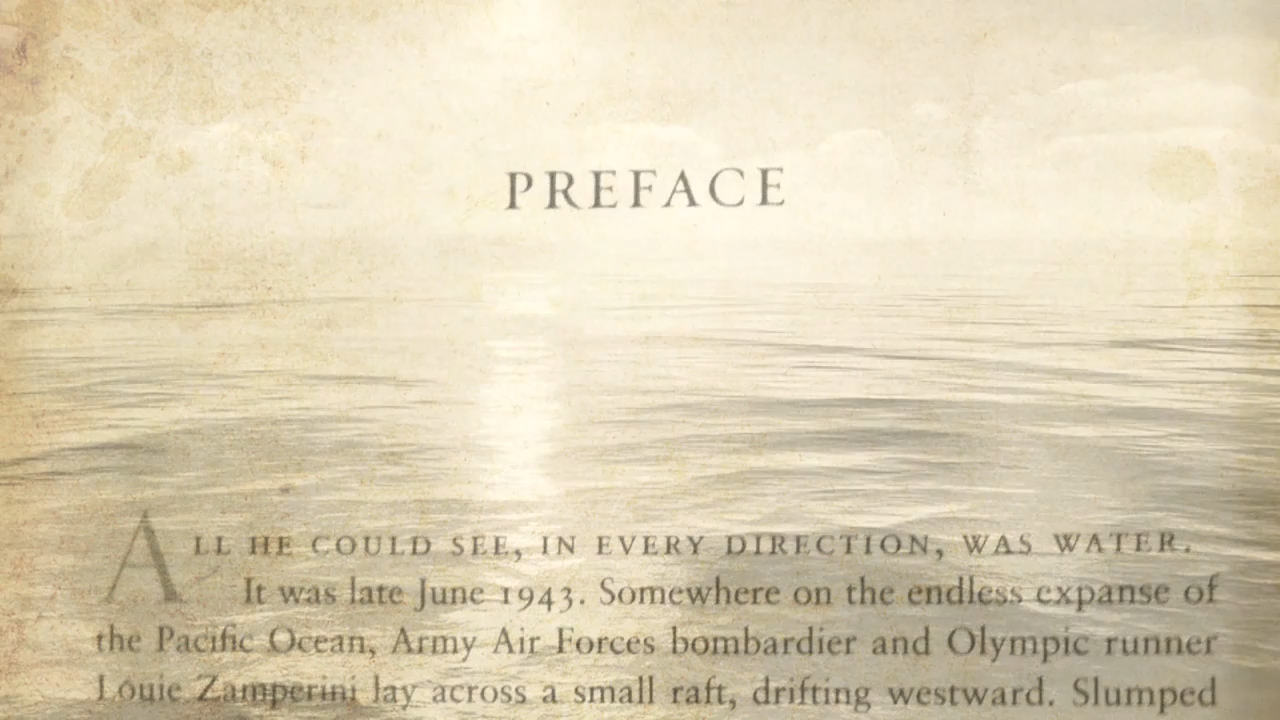 PREFACE
ALL HE COULD SEE, IN EVERY DIRECTION, WAS WATER.
It was late June 1943. Somewhere on the endless expanse of
the Pacific Ocean, Army Air Forces bombardier and Olympic runner
Louie Zamperini lay across a small raft, drifting westward. Slumped